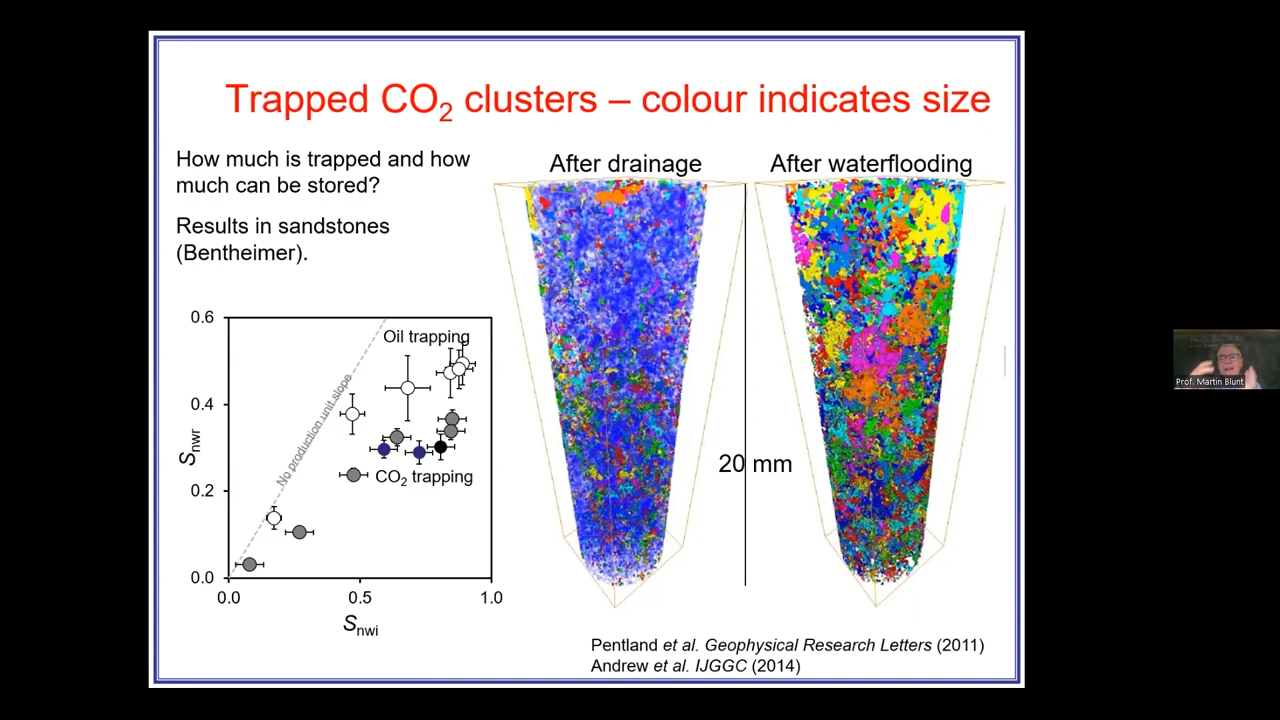 Trapped CO2 clusters – colour indicates size
How much is trapped and how
much can be stored?
Results in sandstones
(Bentheimer).
After drainage
After waterflooding
0.6
0.4
0.2
0.0
Snwr
No production unit slope
Oil trapping
CO2 trapping
0.0
0.5
1.0
Snwi
20 mm
Pentland et al. Geophysical Research Letters (2011)
Andrew et al. IJGGC (2014)
Prof. Martin Blunt